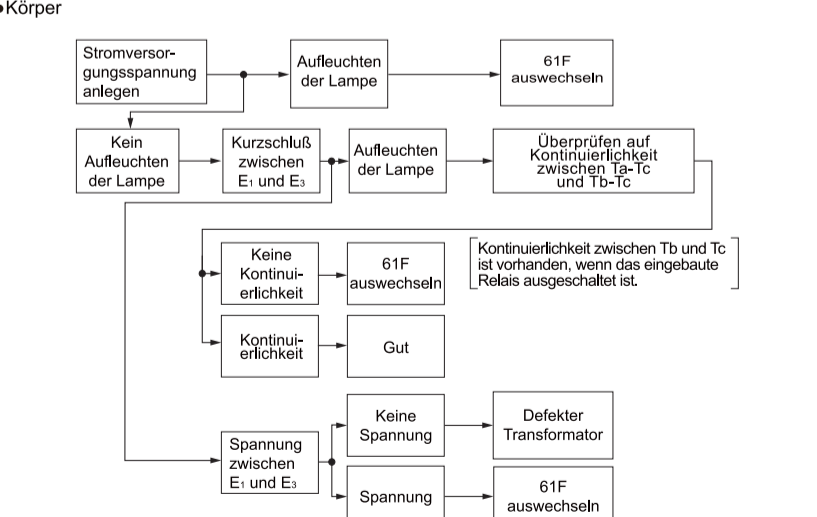 •Körper
Stromversor-
gungsspannung
anlegen
Aufleuchten
der Lampe
61F
auswechseln
Kein
Aufleuchten
der Lampe
Kurzschluß
zwischen
E₁ und E₃
Aufleuchten
der Lampe
Überprüfen auf
Kontinuierlichkeit
zwischen Ta-Tc
und Tb-Tc
Keine
Kontinui-
erlichkeit
61F
auswechseln
Kontinuierlichkeit zwischen Tb und Tc
ist vorhanden, wenn das eingebaute
Relais ausgeschaltet ist.
Kontinui-
erlichkeit
Gut
Spannung
zwischen
E₁ und E₃
Keine
Spannung
Defekter
Transformator
Spannung
61F
auswechseln